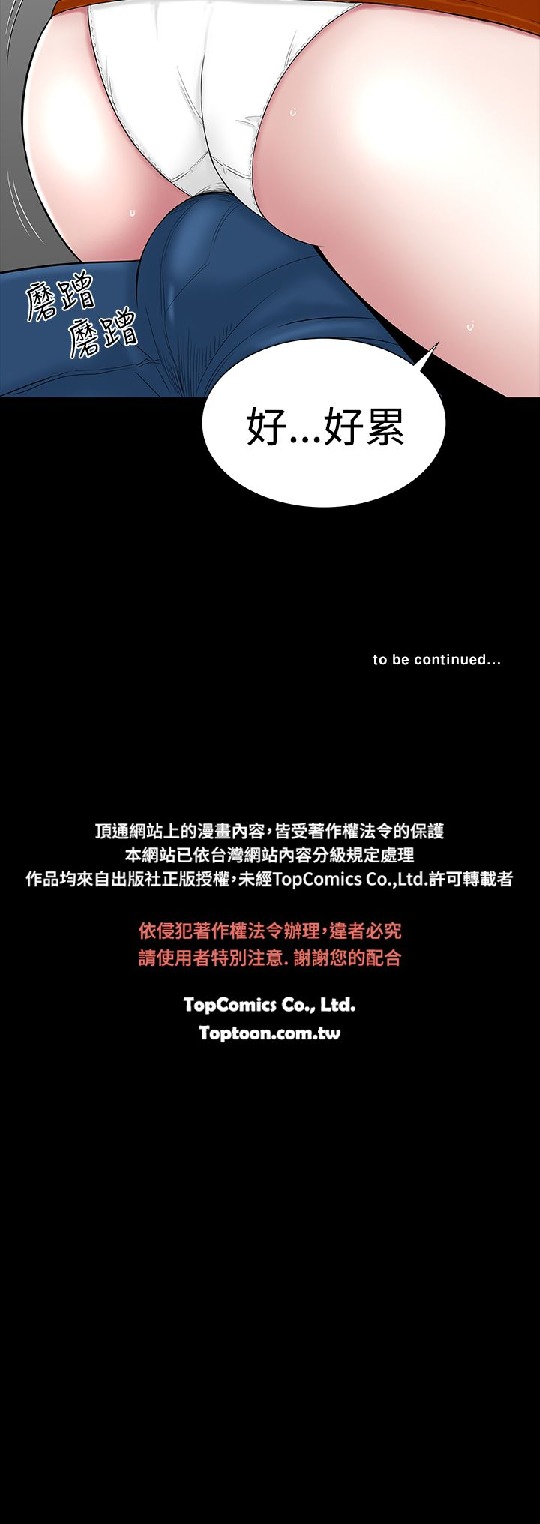 磨蹭
磨蹭
好...好累
to be continued...
頂通網站上的漫畫內容,皆受著作權法令的保護
本網站已依台灣網站內容分級規定處理
作品均來自出版社正版授權,未經TopComics Co.,Ltd.許可轉載者
依侵犯著作權法令辦理,違者必究
請使用者特別注意. 謝謝您的配合
TopComics Co., Ltd.
Toptoon.com.tw